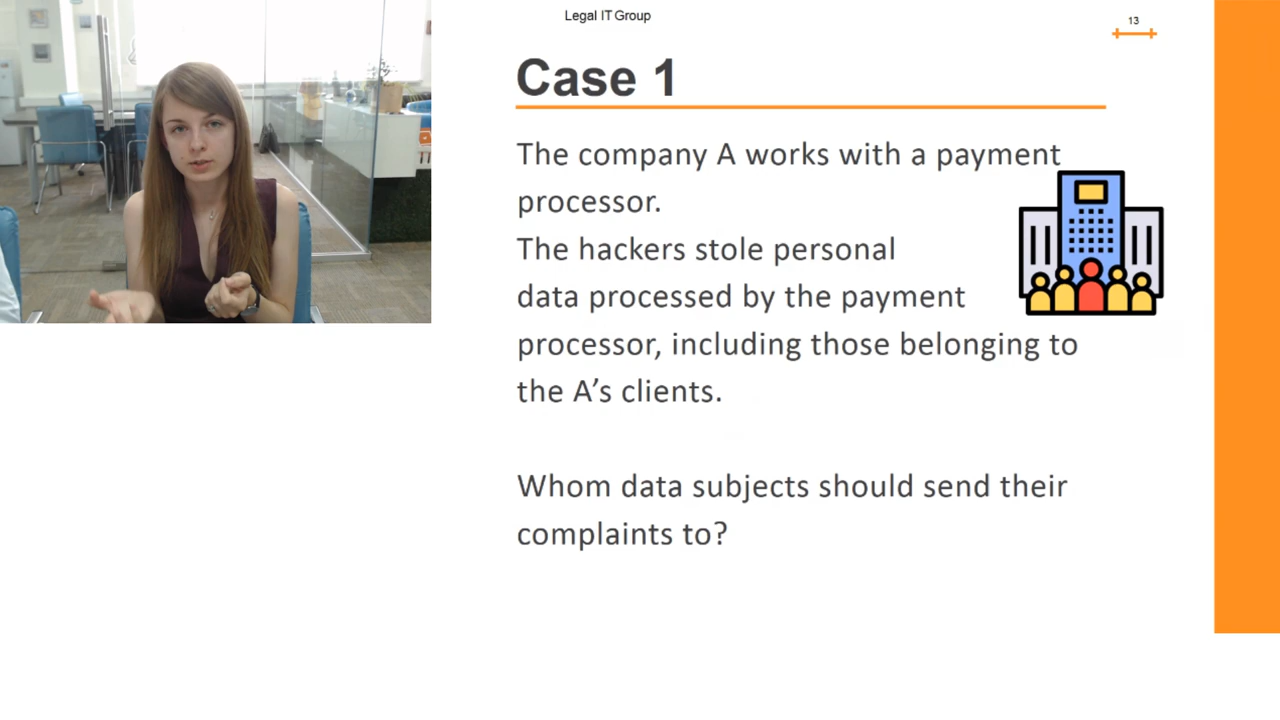 Legal IT Group
13
Case 1
The company A works with a payment
processor.
The hackers stole personal
data processed by the payment
processor, including those belonging to
the A’s clients.
Whom data subjects should send their
complaints to?